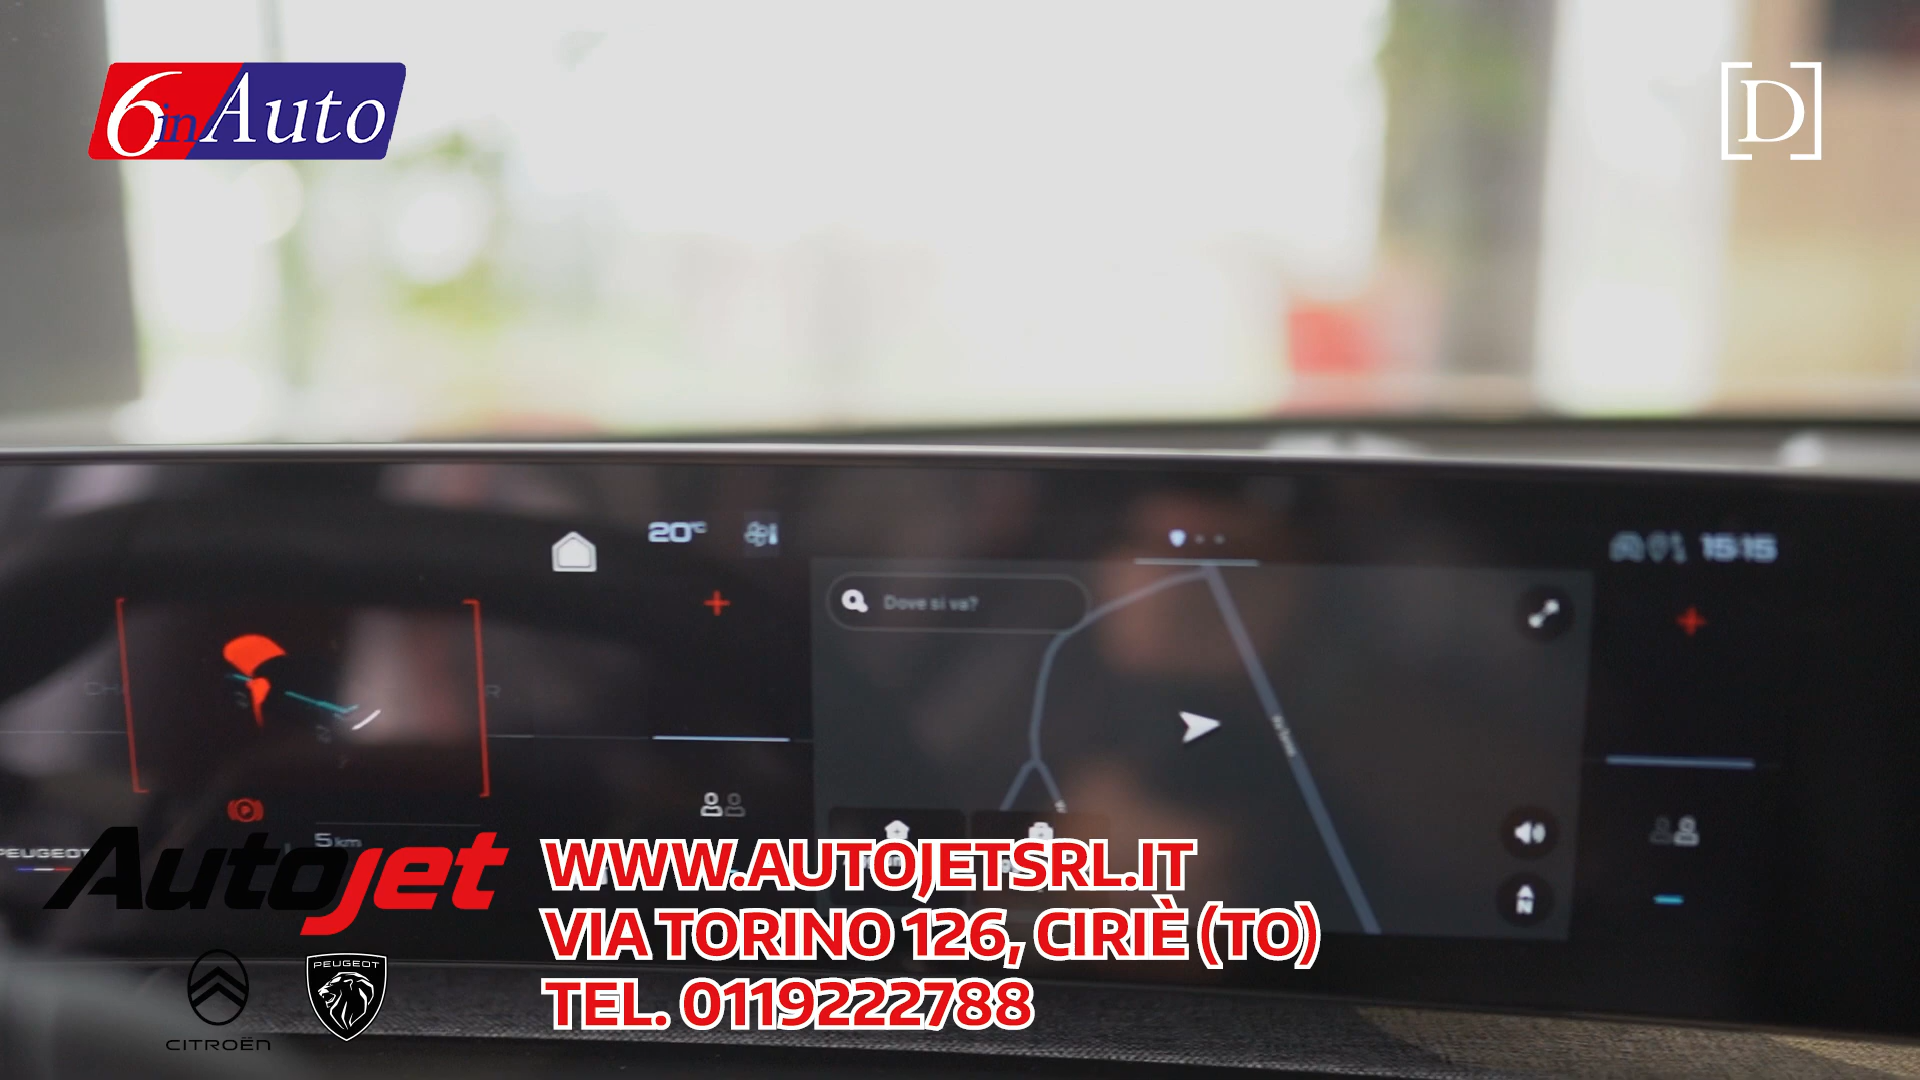 6inAuto
[D]
20°C
15:15
Dove si va?
5 km
PEUGEOT
Autojet
WWW.AUTOJETSRL.IT
VIA TORINO 126, CIRIÈ (TO)
TEL. 0119222788
PEUGEOT
CITROËN
N